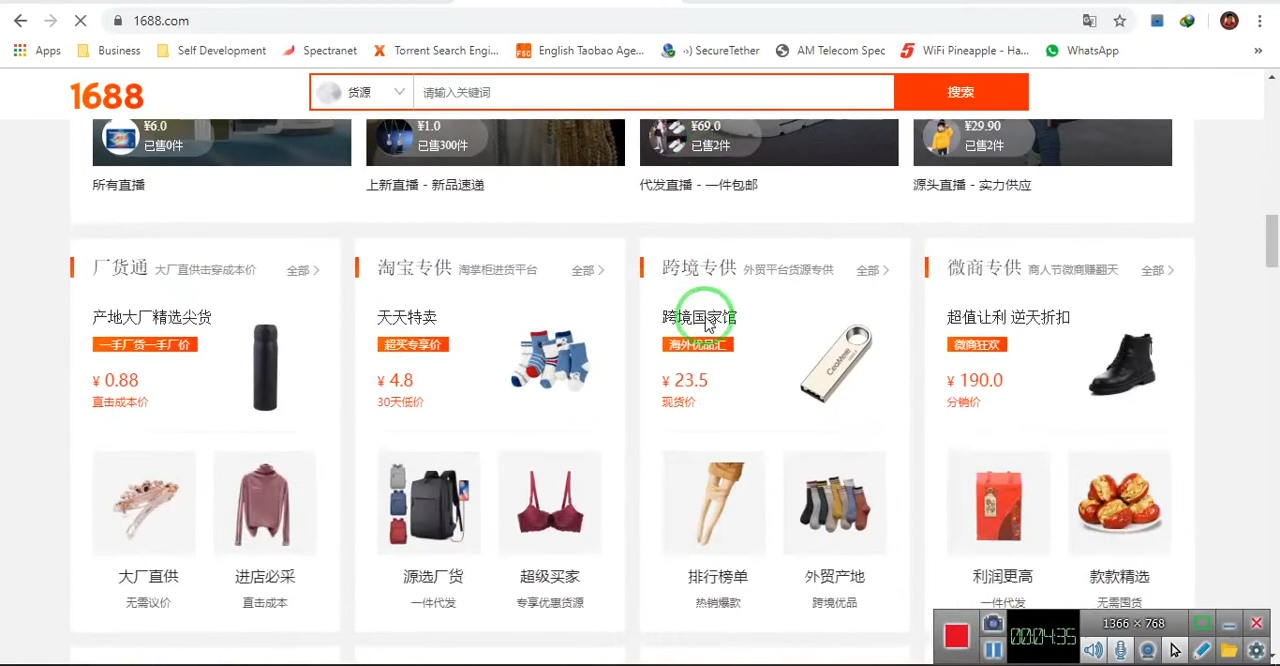 1688.com
Apps
Business
Self Development
Spectranet
Torrent Search Engi...
English Taobao Age...
·:) SecureTether
AM Telecom Spec
WiFi Pineapple - Ha...
WhatsApp
1688
货源
请输入关键词
搜索
¥6.0
已售0件
¥1.0
已售300件
¥69.0
已售2件
¥29.90
已售2件
所有直播
上新直播 - 新品速递
代发直播 - 一件包邮
源头直播 - 实力供应
厂货通 大厂直供击穿成本价 全部
淘宝专供 淘掌柜进货平台 全部
跨境专供 外贸平台货源专供 全部
微商专供 商人节微商赚翻天 全部
产地大厂精选尖货
一手厂货一手厂价
¥ 0.88
直击成本价
天天特卖
超买专享价
¥ 4.8
30天低价
跨境国家馆
海外优品汇
¥ 23.5
现货价
超值让利 逆天折扣
微商狂欢
¥ 190.0
分销价
大厂直供
无需议价
进店必采
直击成本
源选厂货
一件代发
超级买家
专享优惠货源
排行榜单
热销爆款
外贸产地
跨境优品
利润更高
一件代发
款款精选
无需囤货
00:04:35
1366 × 768